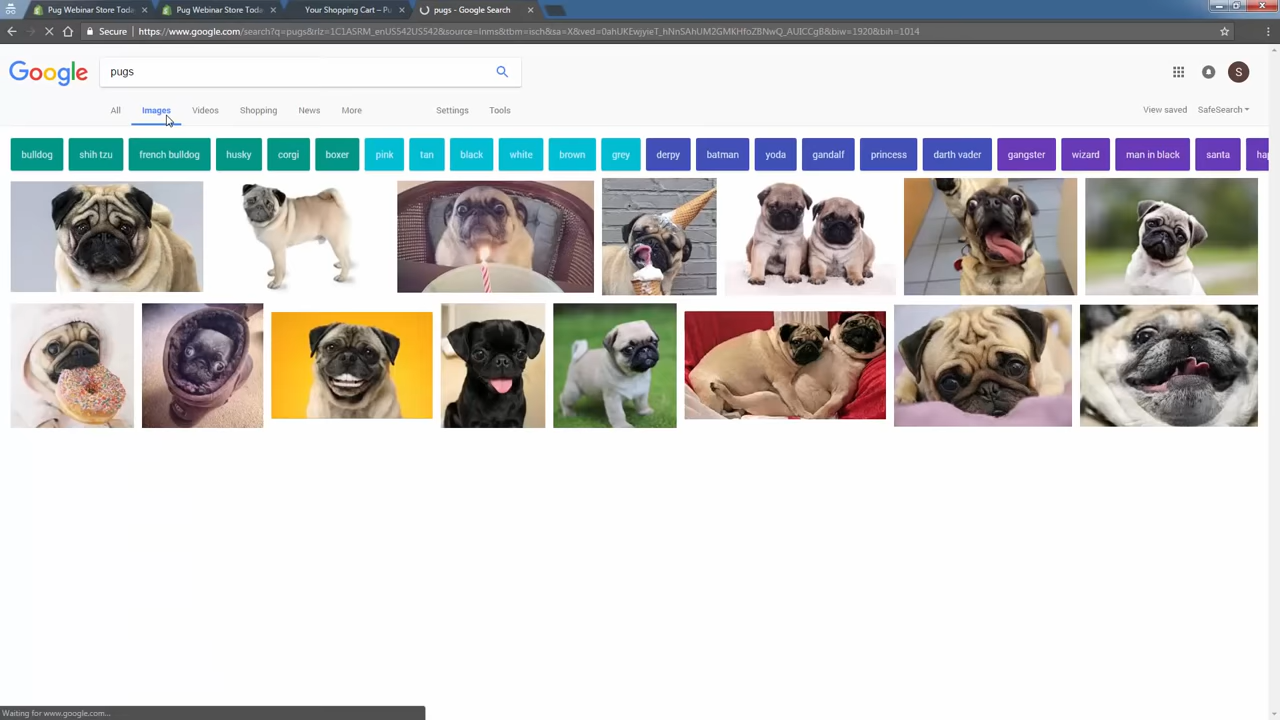 Pug Webinar Store Toda
Pug Webinar Store Toda
Your Shopping Cart – Pu
pugs - Google Search
Secure
https://www.google.com/search?q=pugs&rlz=1C1ASRM_enUS542US542&source=lnms&tbm=isch&sa=X&ved=0ahUKEwjyieT_hNnSAhUM2GMKHfoZBNwQ_AUICCgB&biw=1920&bih=1014
Google
pugs
S
All
Images
Videos
Shopping
News
More
Settings
Tools
View saved
SafeSearch
bulldog
shih tzu
french bulldog
husky
corgi
boxer
pink
tan
black
white
brown
grey
derpy
batman
yoda
gandalf
princess
darth vader
gangster
wizard
man in black
santa
hap
Waiting for www.google.com...